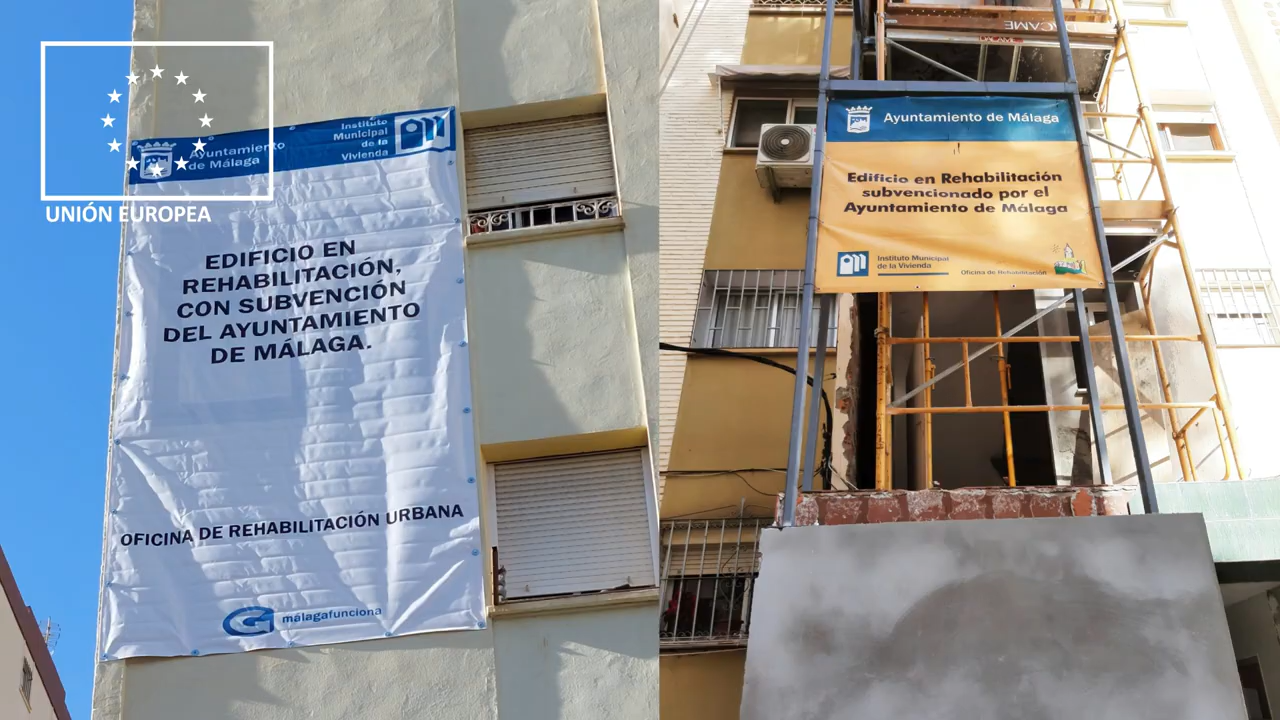 UNIÓN EUROPEA
Ayuntamiento
de Málaga
Instituto
Municipal
de la
Vivienda
EDIFICIO EN
REHABILITACIÓN,
CON SUBVENCIÓN
DEL AYUNTAMIENTO
DE MÁLAGA.
OFICINA DE REHABILITACIÓN URBANA
málagafunciona
DACAME
Ayuntamiento de Málaga
Edificio en Rehabilitación
subvencionado por el
Ayuntamiento de Málaga
Instituto Municipal
de la Vivienda
Oficina de Rehabilitación